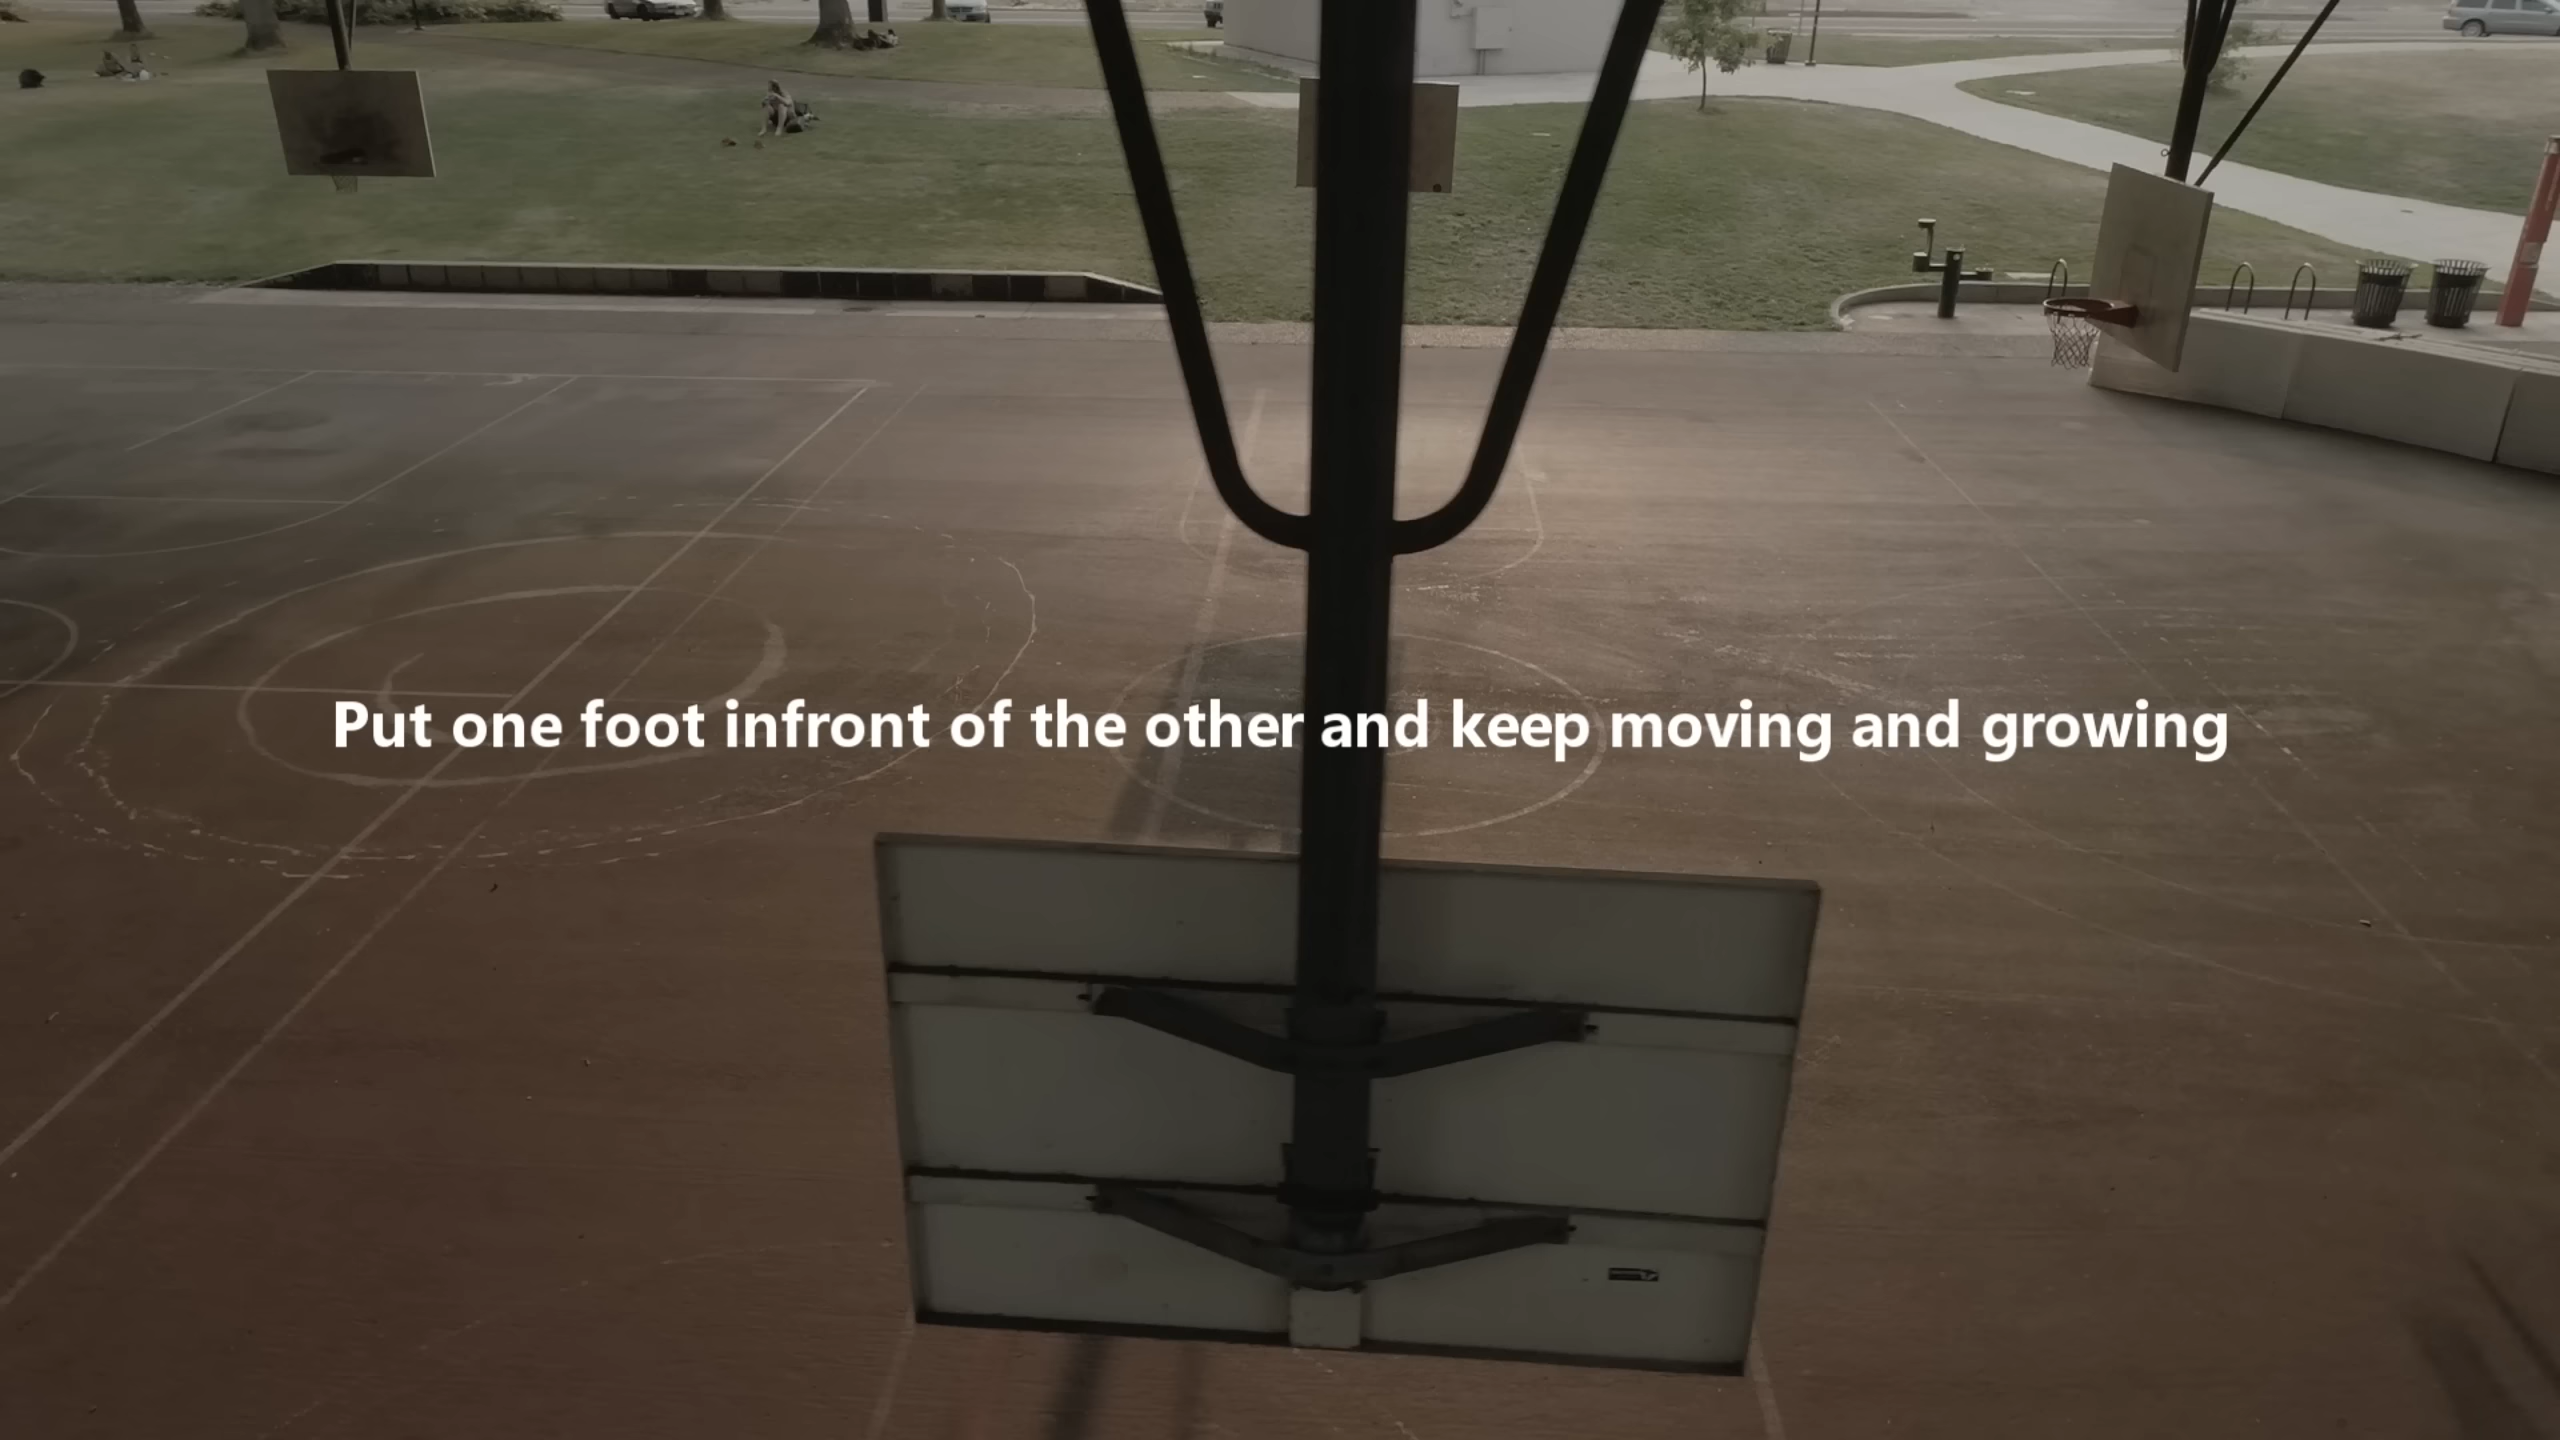 Put one foot infront of the other and keep moving and growing